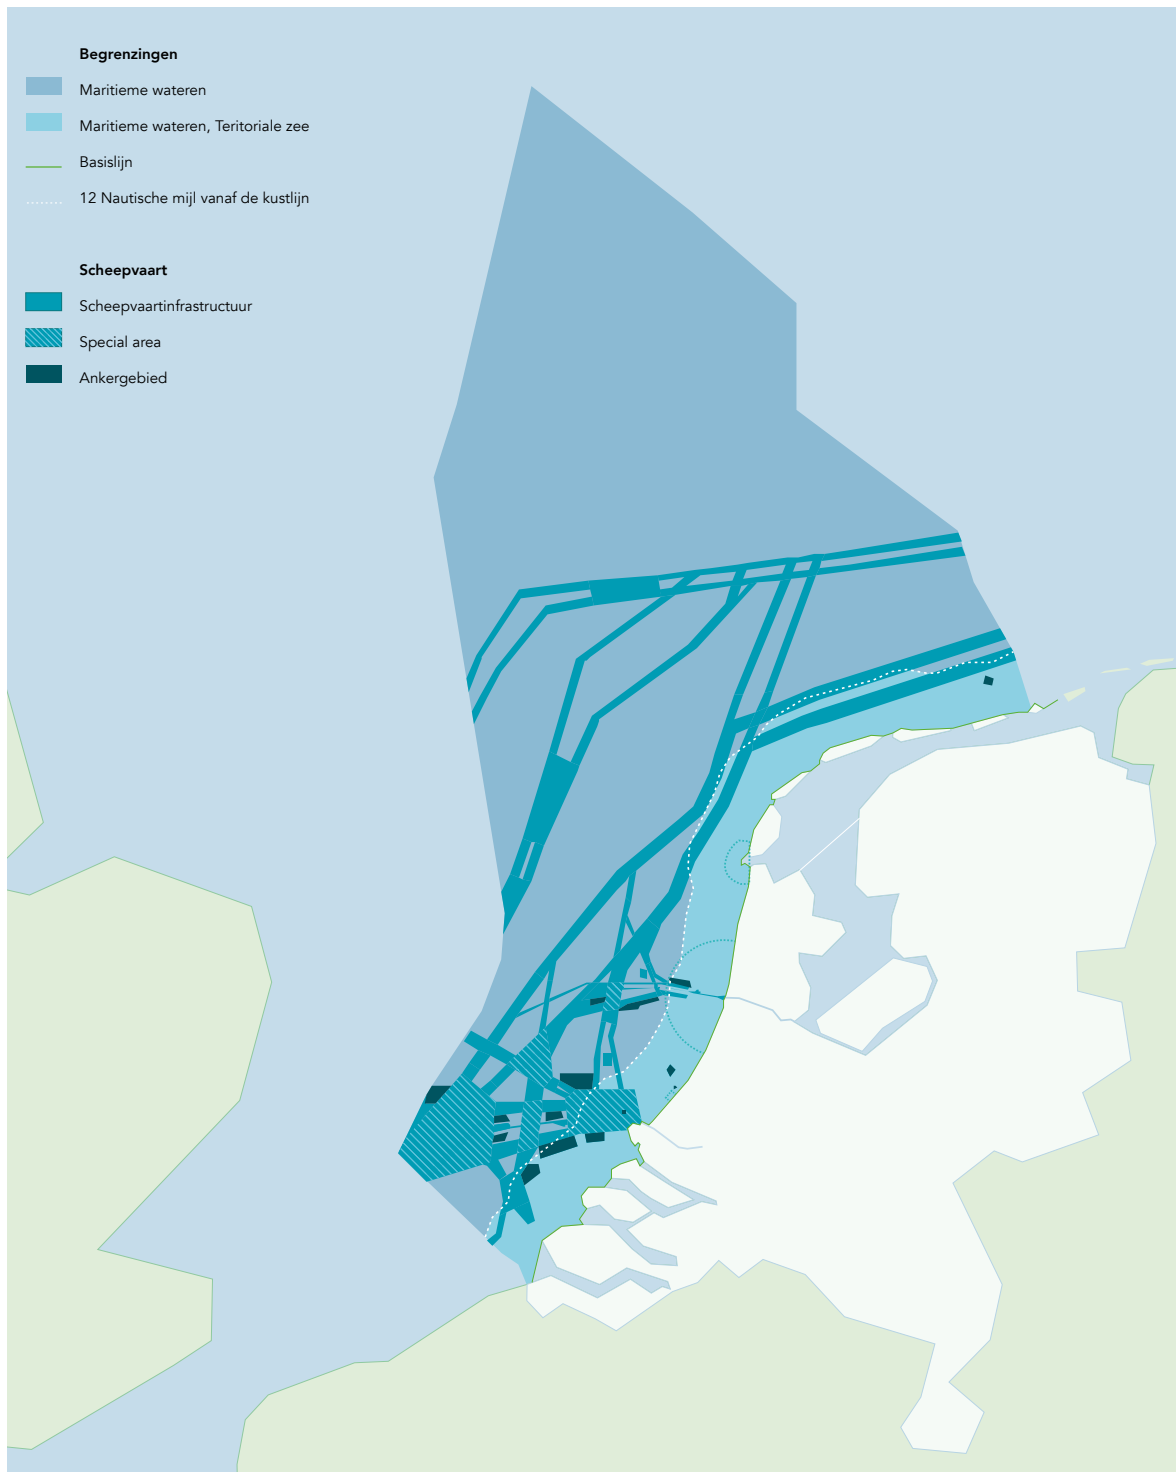 Begrenzingen
Maritieme wateren
Maritieme wateren, Teritoriale zee
Basislijn
12 Nautische mijl vanaf de kustlijn
Scheepvaart
Scheepvaartinfrastructuur
Special area
Ankergebied